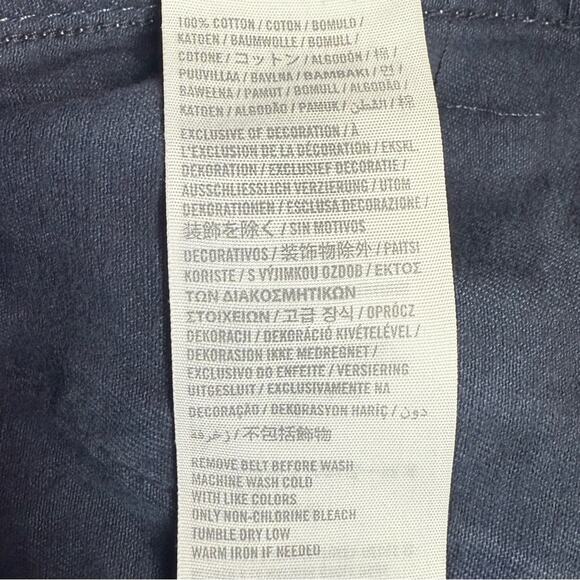 100% COTTON / COTON / BOMULD /
KATOEN / BAUMWOLLE / BOMULL /
COTONE / コットン / ALGODÓN / 棉 /
PUUVILLAA / BAVLNA / ΒΑΜΒΑΚΙ / 면 /
BAWEŁNA / PAMUT / BOMULL / ALGODÃO /
KATOEN / ALGODÃO / PAMUK / القطن / 棉
EXCLUSIVE OF DECORATION / À
L'EXCLUSION DE LA DÉCORATION / EKSKL
DEKORATION / EXCLUSIEF DECORATIE /
AUSSCHLIESSLICH VERZIERUNG / UTOM
DEKORATIONEN / ESCLUSA DECORAZIONE /
装飾を除く / SIN MOTIVOS
DECORATIVOS / 装饰物除外 / PAITSI
KORISTE / S VÝJIMKOU OZDOB / ΕΚΤΟΣ
ΤΩΝ ΔΙΑΚΟΣΜΗΤΙΚΩΝ
ΣΤΟΙΧΕΙΩΝ / 고급 장식 / OPRÓCZ
DEKORACJI / DEKORÁCIÓ KIVÉTELÉVEL /
DEKORASJON IKKE MEDREGNET /
EXCLUSIVO DO ENFEITE / VERSIERING
UITGESLUIT / EXCLUSIVAMENTE NA
DECORAÇÃO / DEKORASYON HARİÇ / دون
زخرفة / 不包括飾物
REMOVE BELT BEFORE WASH
MACHINE WASH COLD
WITH LIKE COLORS
ONLY NON-CHLORINE BLEACH
TUMBLE DRY LOW
WARM IRON IF NEEDED